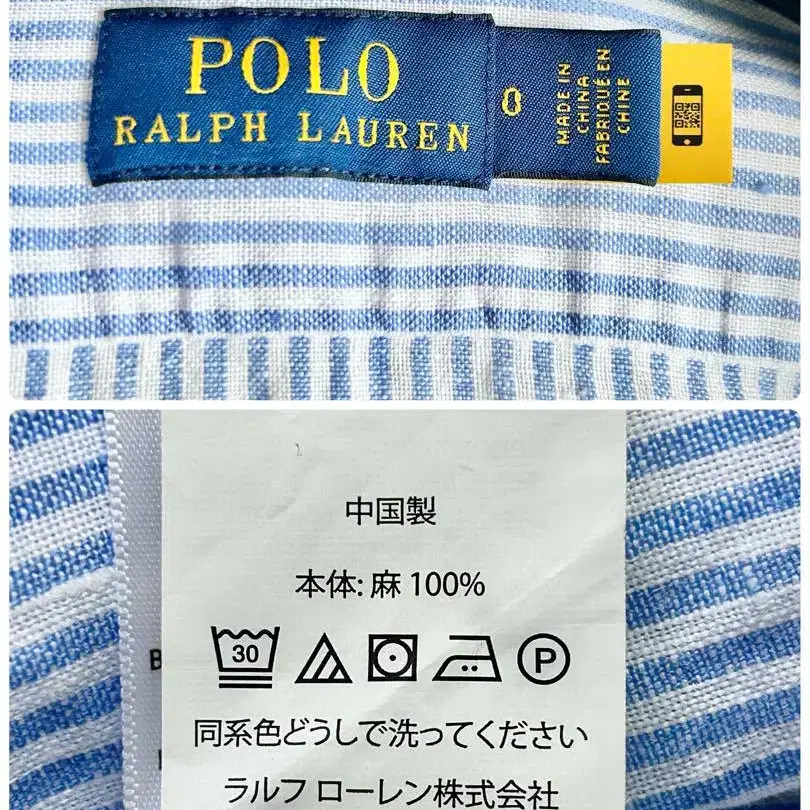 POLO
RALPH LAUREN
0
MADE IN
CHINA
FABRIQUÉ EN
CHINE
中国製
本体: 麻 100%
30
P
同系色どうしで洗ってください
ラルフ ローレン株式会社